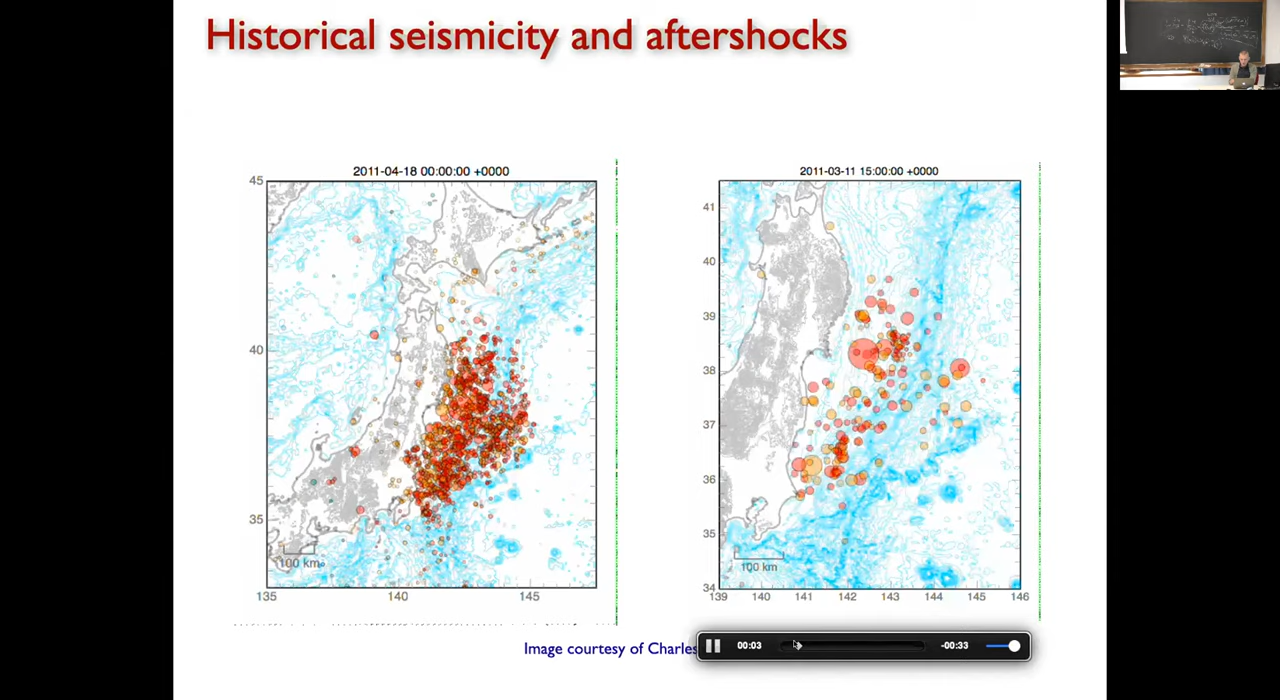 Historical seismicity and aftershocks
2011-04-18 00:00:00 +0000
45
40
35
100 km
135 140 145
2011-03-11 15:00:00 +0000
41
40
39
38
37
36
35
34
100 km
139 140 141 142 143 144 145 146
Image courtesy of Charles
00:03 -00:33